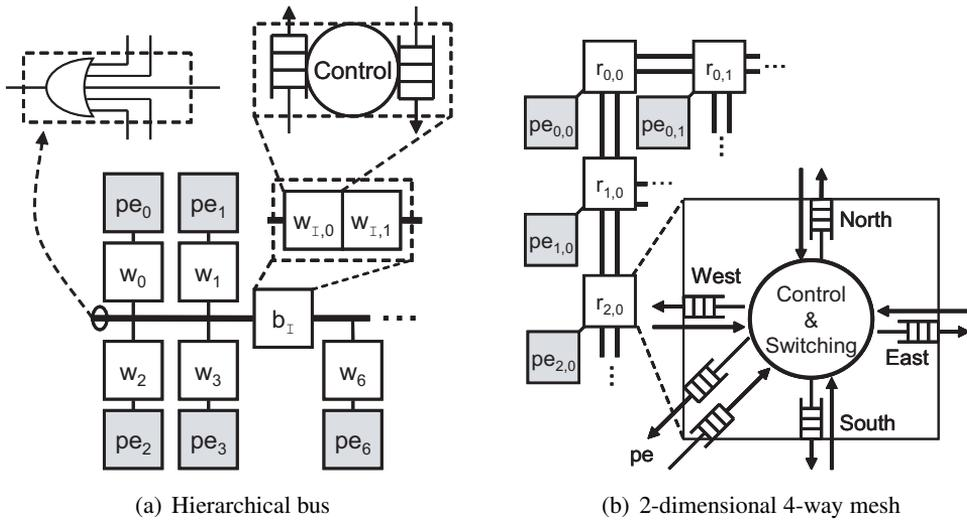 Control
pe0 pe1
w0 w1
wI,0 wI,1
bI
w2 w3 w6
pe2 pe3 pe6
(a) Hierarchical bus
r0,0 r0,1
pe0,0 pe0,1
r1,0
pe1,0
r2,0
pe2,0
North
West
Control
&
Switching
East
South
pe
(b) 2-dimensional 4-way mesh